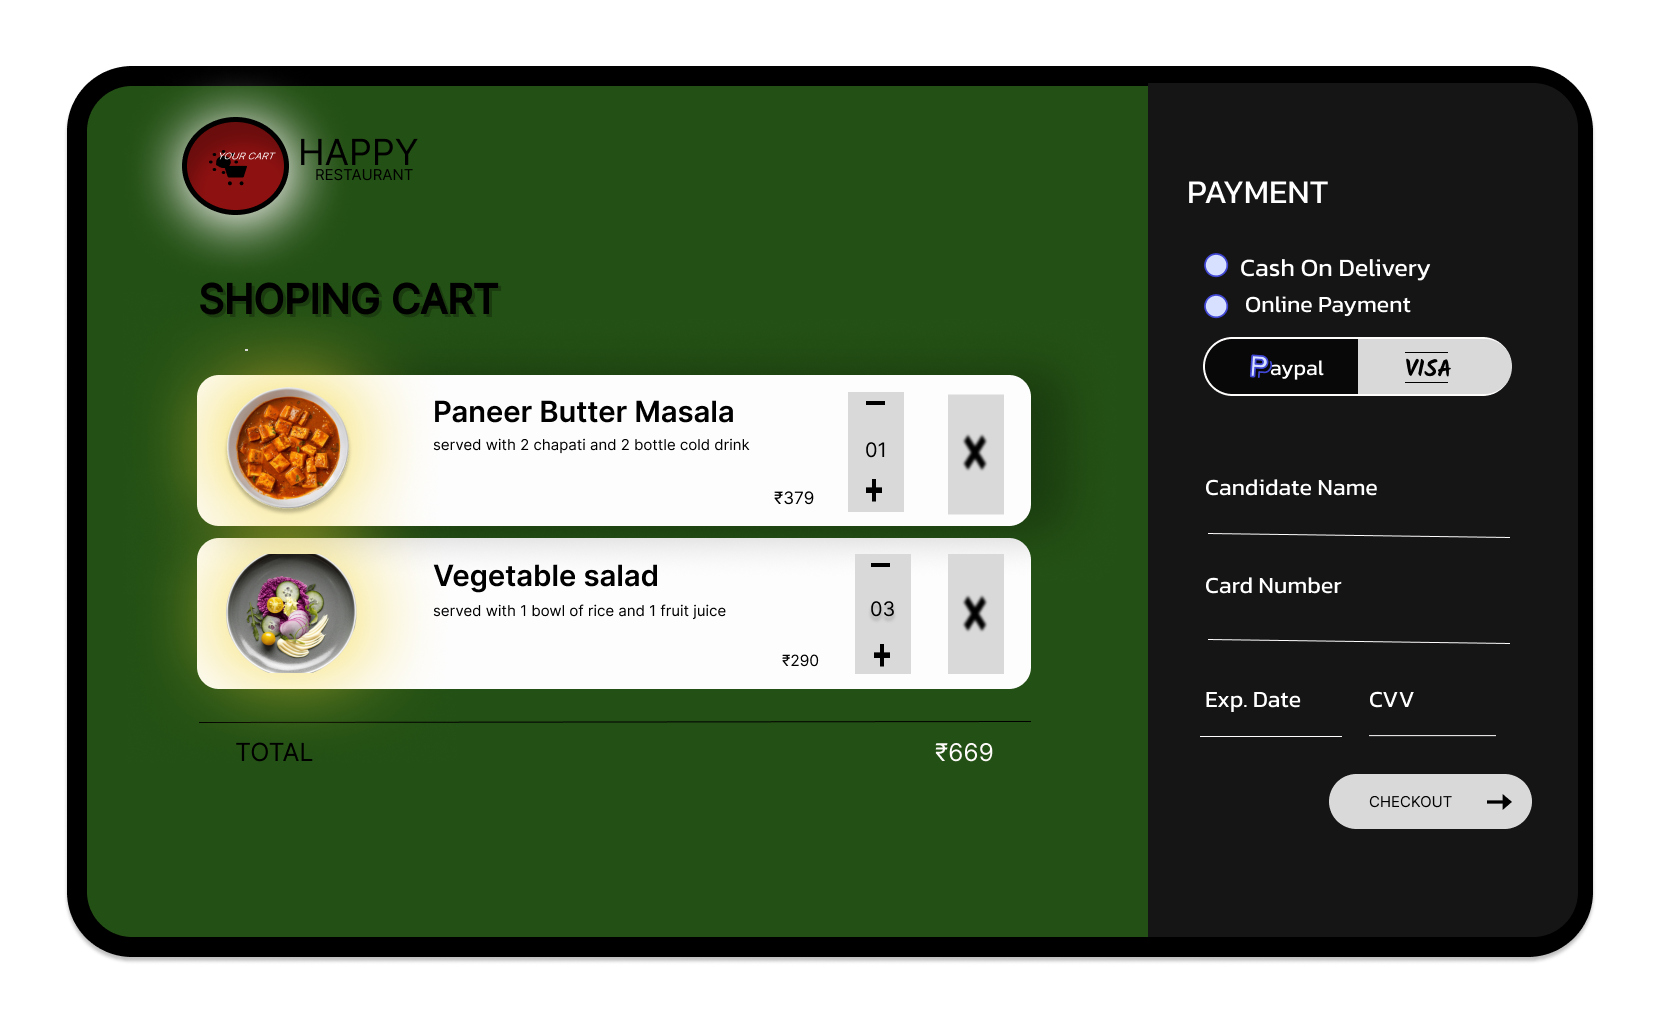 YOUR CART
HAPPY
RESTAURANT
SHOPING CART
Paneer Butter Masala
served with 2 chapati and 2 bottle cold drink
₹379
01
X
Vegetable salad
served with 1 bowl of rice and 1 fruit juice
₹290
03
X
TOTAL ₹669
PAYMENT
Cash On Delivery
Online Payment
Paypal VISA
Candidate Name
Card Number
Exp. Date CVV
CHECKOUT